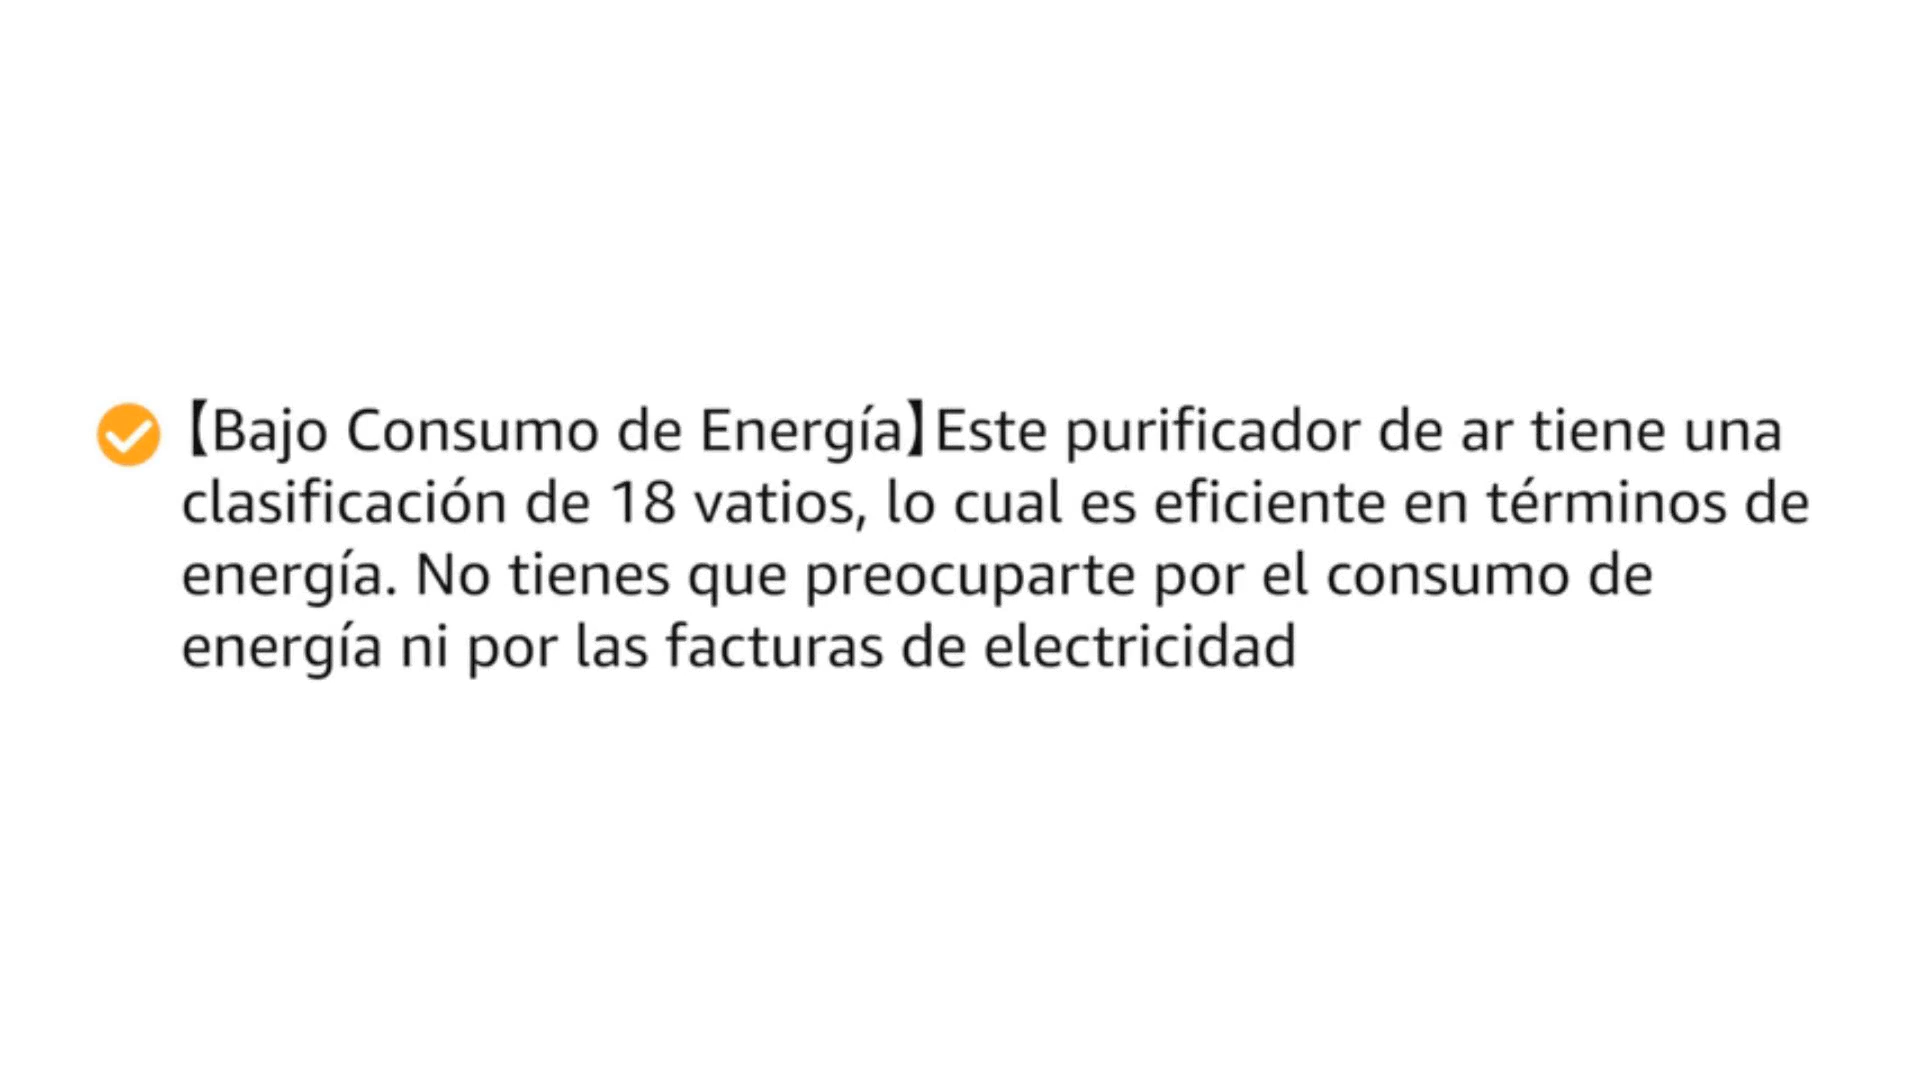 【Bajo Consumo de Energía】Este purificador de ar tiene una
clasificación de 18 vatios, lo cual es eficiente en términos de
energía. No tienes que preocuparte por el consumo de
energía ni por las facturas de electricidad